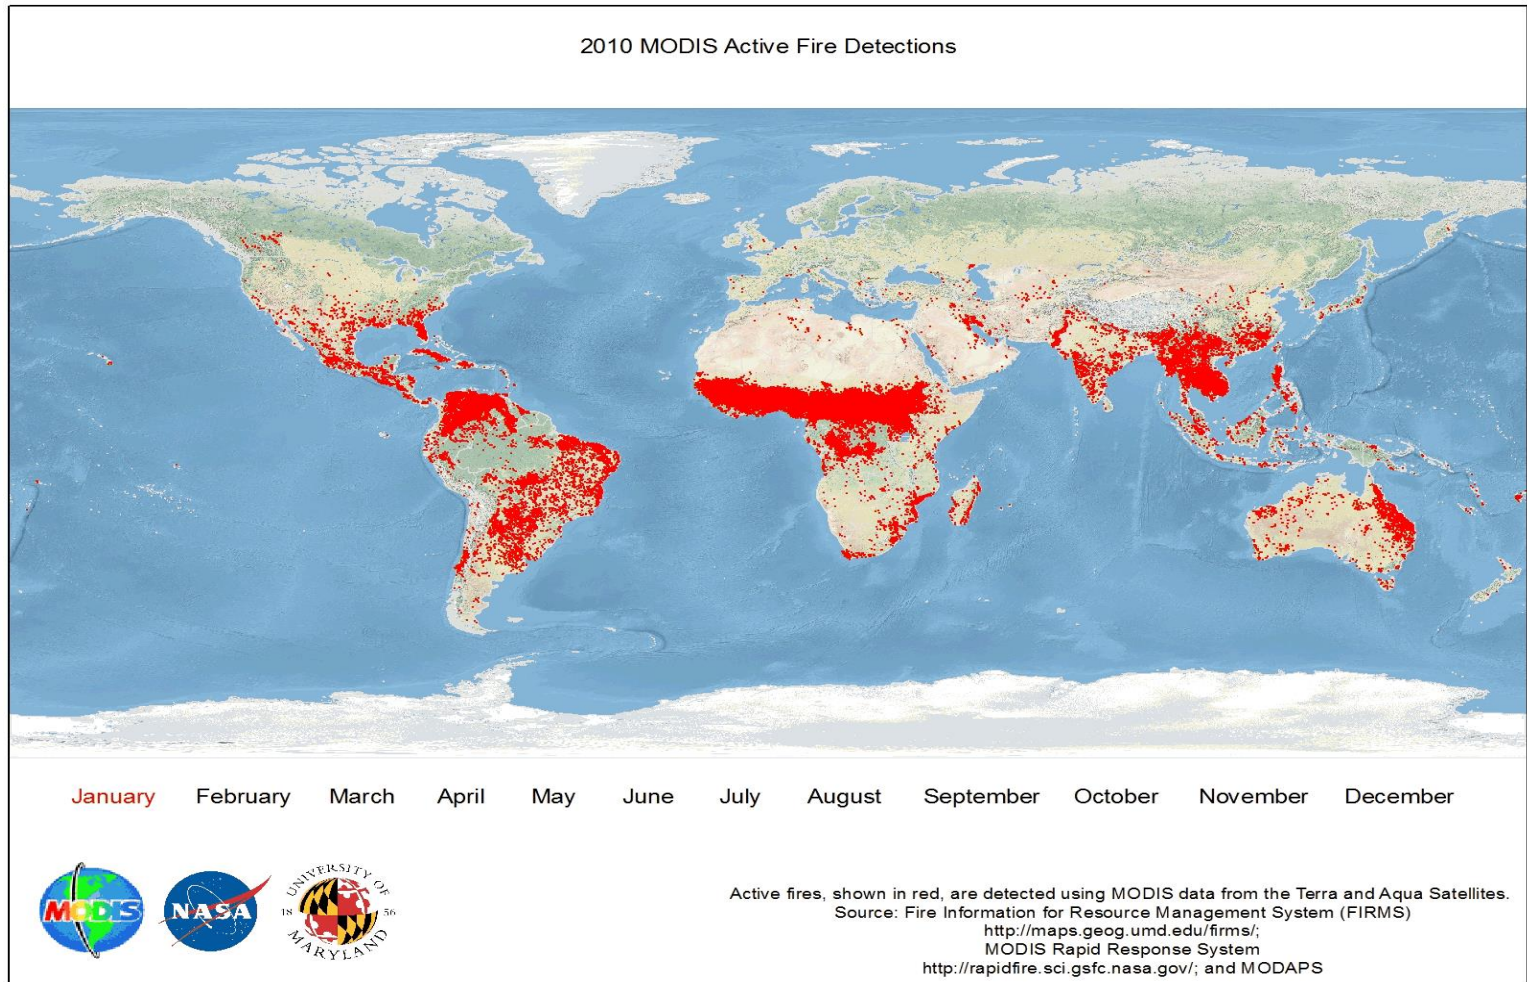 2010 MODIS Active Fire Detections
January February March April May June July August September October November December
MODIS
NASA
UNIVERSITY OF
18 56
MARYLAND
Active fires, shown in red, are detected using MODIS data from the Terra and Aqua Satellites.
Source: Fire Information for Resource Management System (FIRMS)
http://maps.geog.umd.edu/firms/;
MODIS Rapid Response System
http://rapidfire.sci.gsfc.nasa.gov/; and MODAPS